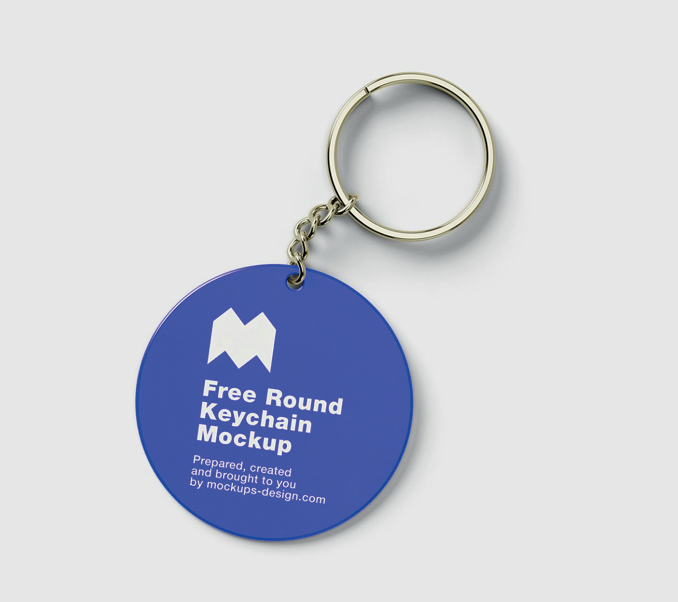 Free Round
Keychain
Mockup
Prepared, created
and brought to you
by mockups-design.com